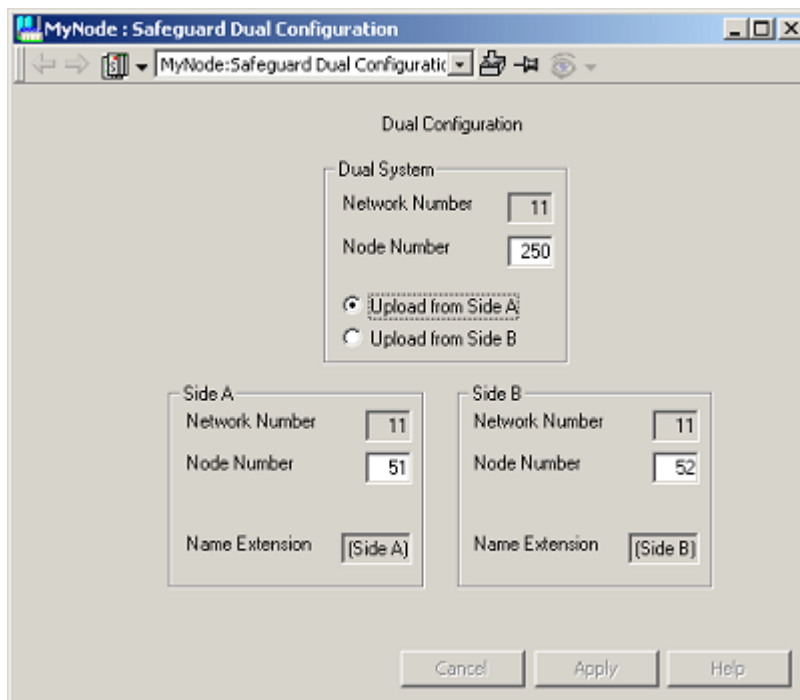 MyNode : Safeguard Dual Configuration
MyNode:Safeguard Dual Configuratic
Dual Configuration
Dual System
Network Number 11
Node Number 250
Upload from Side A
Upload from Side B
Side A
Network Number 11
Node Number 51
Name Extension (Side A)
Side B
Network Number 11
Node Number 52
Name Extension (Side B)
Cancel Apply Help